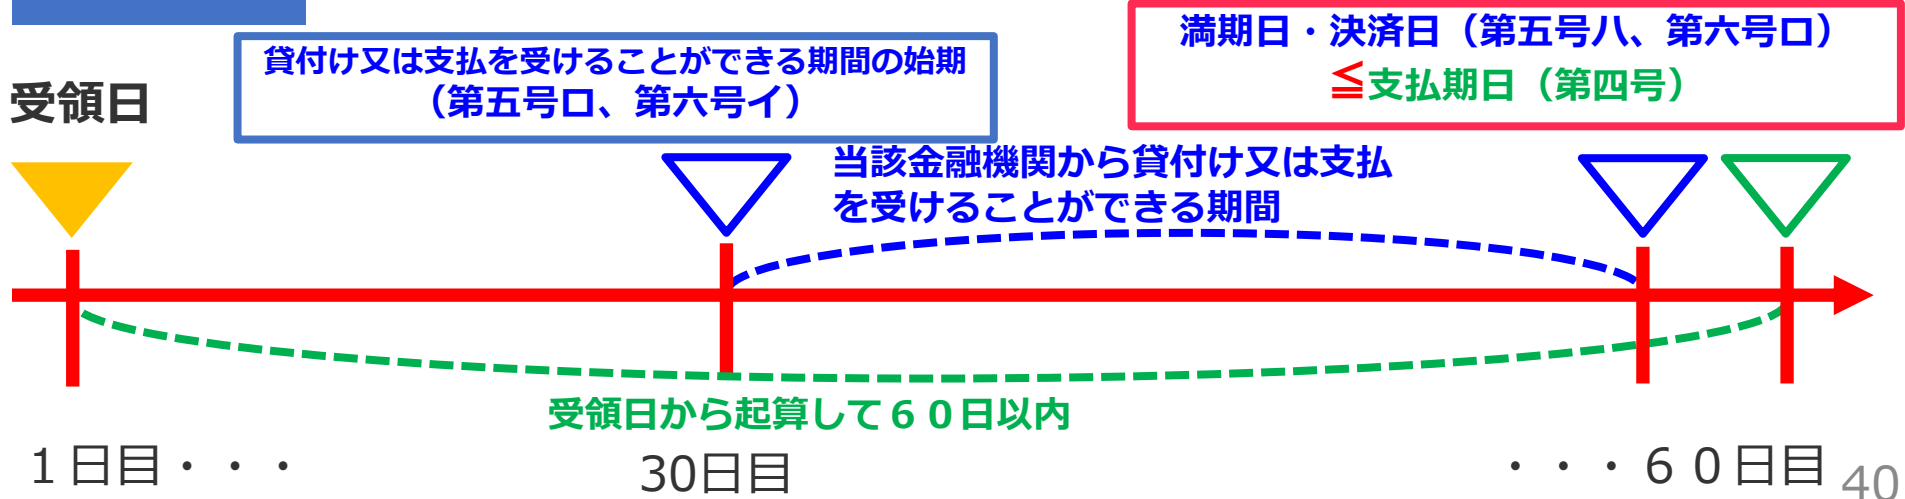 満期日・決済日（第五号ハ、第六号ロ）
≦支払期日（第四号）
貸付け又は支払を受けることができる期間の始期
（第五号ロ、第六号イ）
受領日
当該金融機関から貸付け又は支払
を受けることができる期間
受領日から起算して６０日以内
１日目・・・
30日目
・・・６０日目
40